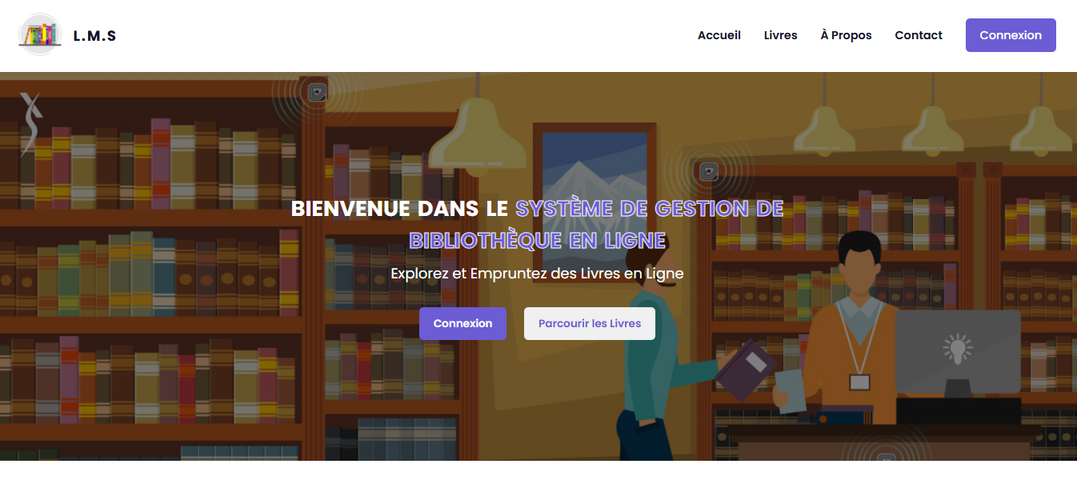 L.M.S
Accueil Livres À Propos Contact Connexion
BIENVENUE DANS LE SYSTÈME DE GESTION DE
BIBLIOTHÈQUE EN LIGNE
Explorez et Empruntez des Livres en Ligne
Connexion Parcourir les Livres